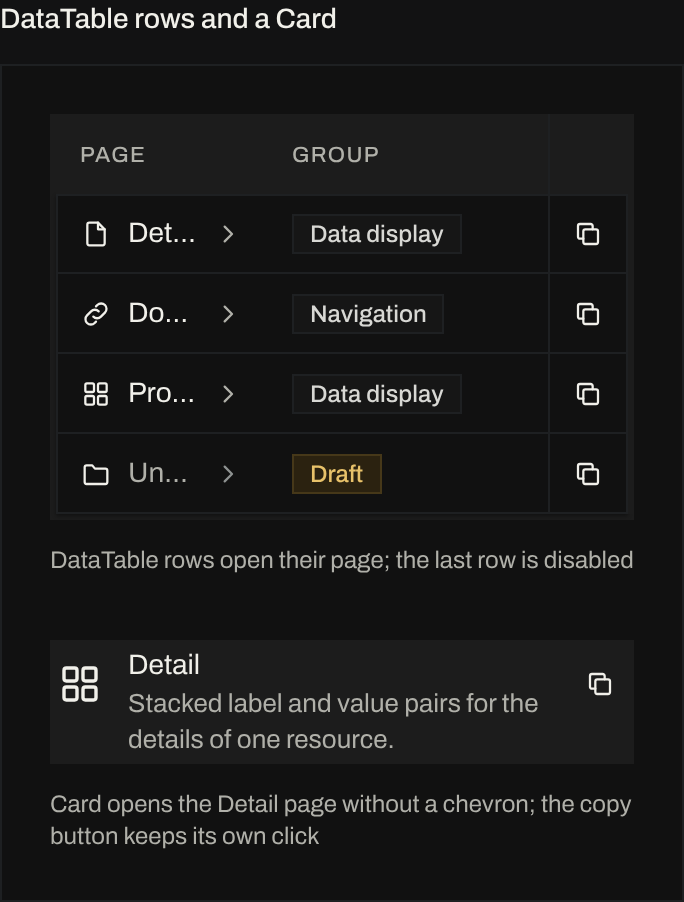 DataTable rows and a Card
PAGE
GROUP
Det...
Data display
Do...
Navigation
Pro...
Data display
Un...
Draft
DataTable rows open their page; the last row is disabled
Detail
Stacked label and value pairs for the
details of one resource.
Card opens the Detail page without a chevron; the copy
button keeps its own click